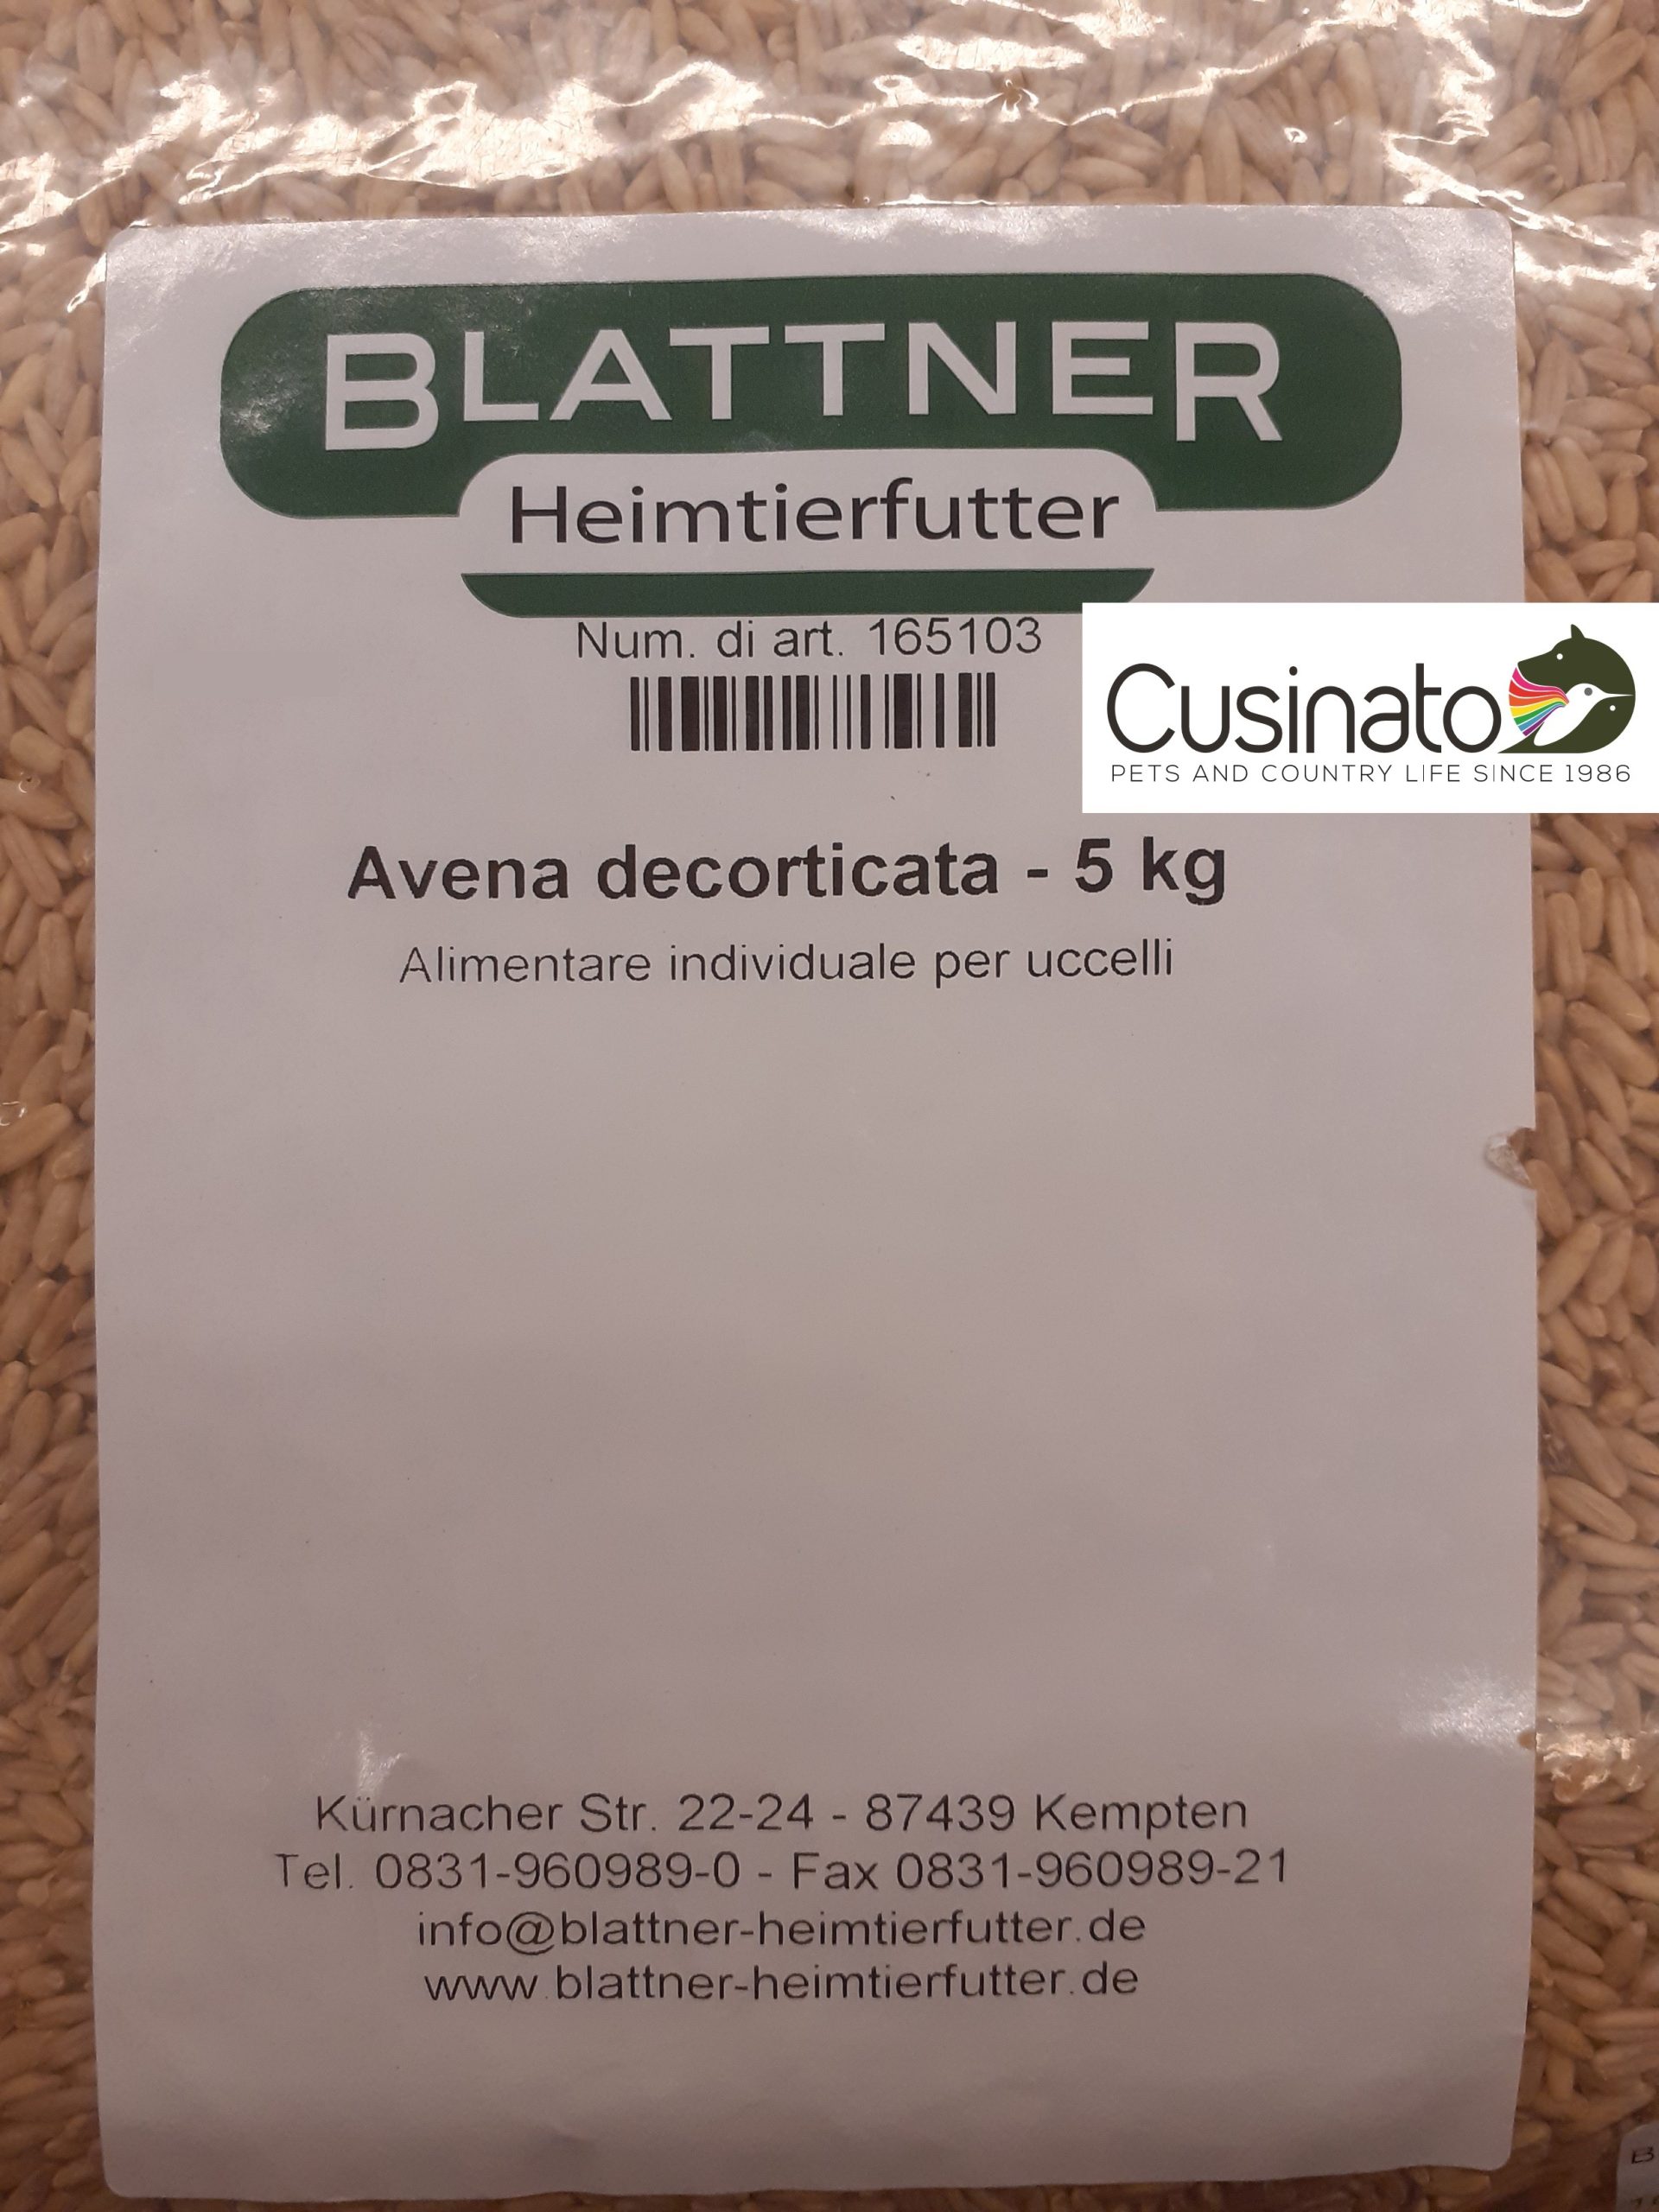 BLATTNER
Heimtierfutter
Num. di art. 165103
Cusinato
PETS AND COUNTRY LIFE SINCE 1986
Avena decorticata - 5 kg
Alimentare individuale per uccelli
Kürnacher Str. 22-24 - 87439 Kempten
Tel. 0831-960989-0 - Fax 0831-960989-21
info@blattner-heimtierfutter.de
www.blattner-heimtierfutter.de